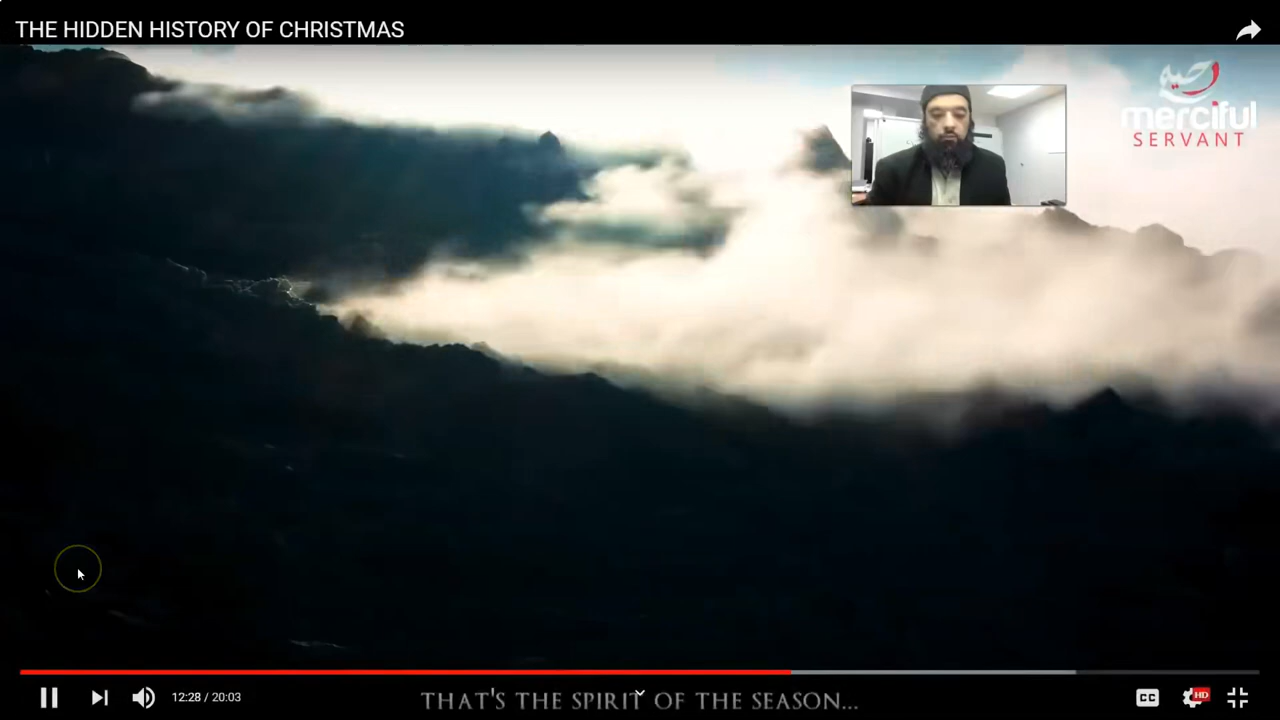 THE HIDDEN HISTORY OF CHRISTMAS
merciful
SERVANT
12:28 / 20:03
THAT'S THE SPIRIT OF THE SEASON...
CC
HD